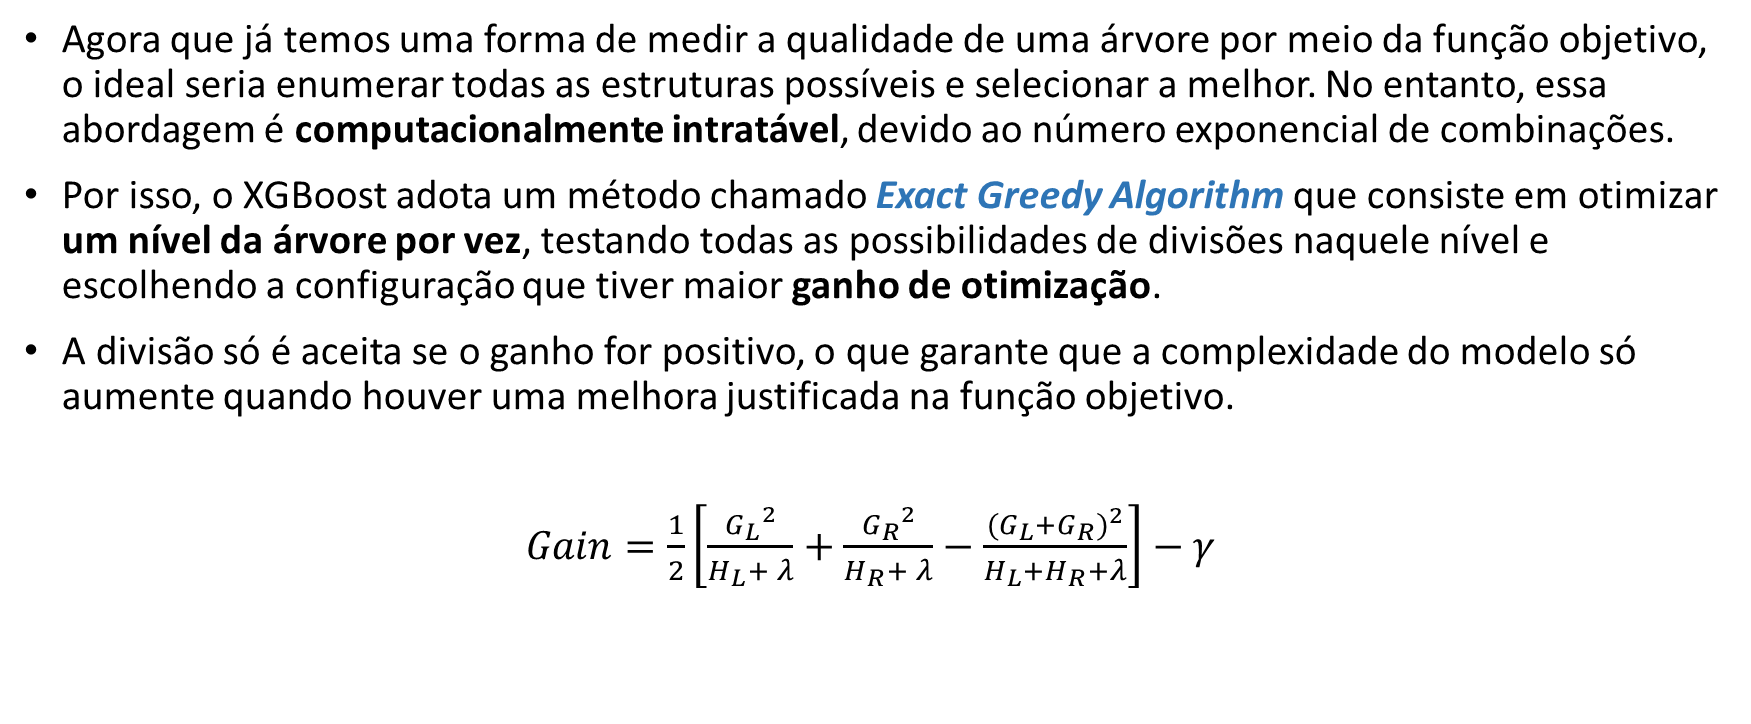 • Agora que já temos uma forma de medir a qualidade de uma árvore por meio da função objetivo,
o ideal seria enumerar todas as estruturas possíveis e selecionar a melhor. No entanto, essa
abordagem é computacionalmente intratável, devido ao número exponencial de combinações.
• Por isso, o XGBoost adota um método chamado Exact Greedy Algorithm que consiste em otimizar
um nível da árvore por vez, testando todas as possibilidades de divisões naquele nível e
escolhendo a configuração que tiver maior ganho de otimização.
• A divisão só é aceita se o ganho for positivo, o que garante que a complexidade do modelo só
aumente quando houver uma melhora justificada na função objetivo.
Gain = 1/2 [G_L²/(H_L + λ) + G_R²/(H_R + λ) − (G_L+G_R)²/(H_L+H_R+λ)] − γ